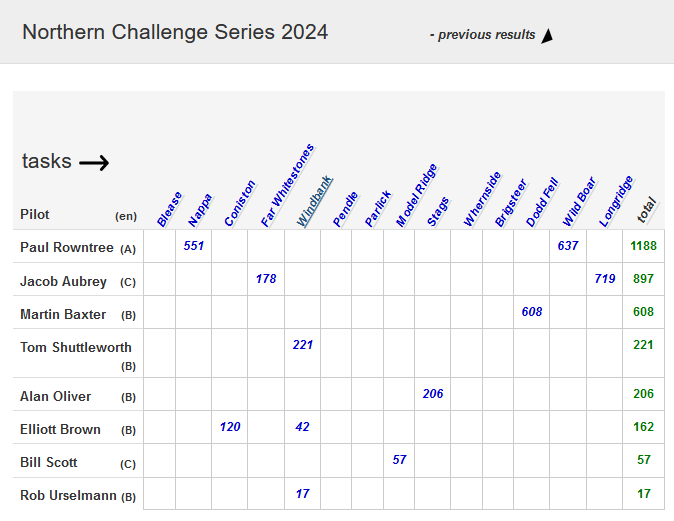 Northern Challenge Series 2024
- previous results
tasks
Pilot (en) Blease Nappa Coniston Far Whitestones Windbank Pendle Parlick Model Ridge Stags Whernside Brigsteer Dodd Fell Wild Boar Longridge total
Paul Rowntree (A) 551 637 1188
Jacob Aubrey (C) 178 719 897
Martin Baxter (B) 608 608
Tom Shuttleworth 221 221
(B)
Alan Oliver (B) 206 206
Elliott Brown (B) 120 42 162
Bill Scott (C) 57 57
Rob Urselmann (B) 17 17